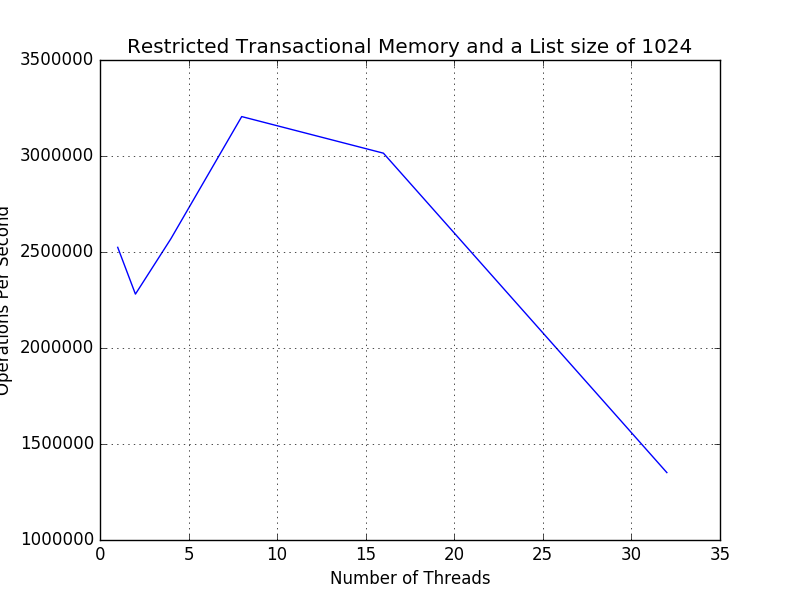 Restricted Transactional Memory and a List size of 1024
3500000
3000000
2500000
2000000
1500000
1000000
Operations Per Second
0 5 10 15 20 25 30 35
Number of Threads